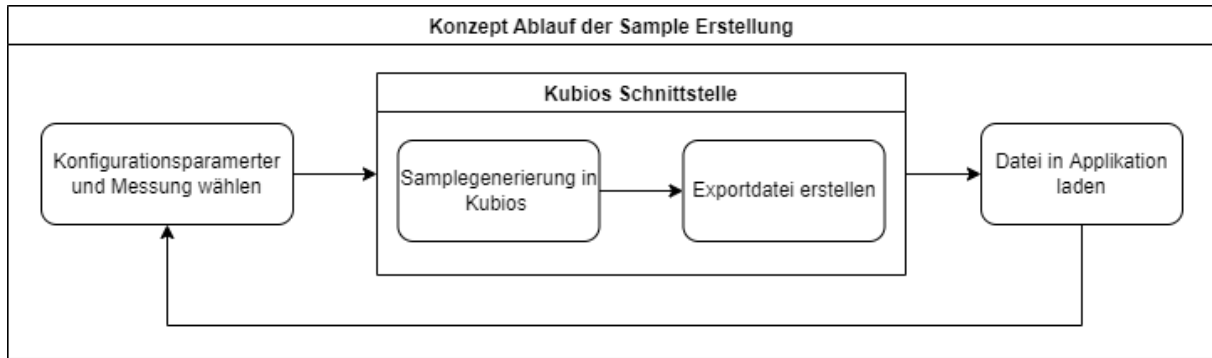 Konzept Ablauf der Sample Erstellung
Kubios Schnittstelle
Konfigurationsparamerter
und Messung wählen
Samplegenerierung in
Kubios
Exportdatei erstellen
Datei in Applikation
laden